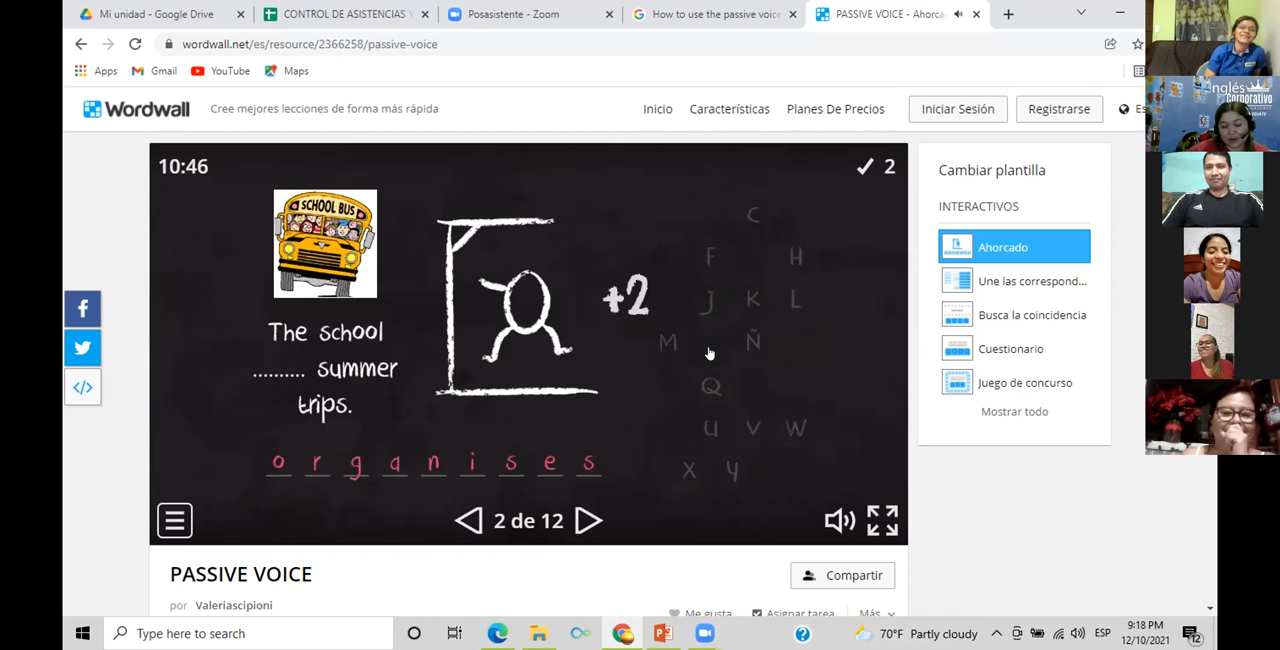 Mi unidad - Google Drive
CONTROL DE ASISTENCIAS Y
Posasistente - Zoom
How to use the passive voice
PASSIVE VOICE - Ahorca
wordwall.net/es/resource/2366258/passive-voice
Apps
Gmail
YouTube
Maps
Wordwall
Cree mejores lecciones de forma más rápida
Inicio
Características
Planes De Precios
Iniciar Sesión
Registrarse
Es
10:46
2
SCHOOL BUS
The school
.......... summer
trips.
+2
C
F H
J K L
M Ñ
Q
U V W
X Y
organises
2 de 12
Cambiar plantilla
INTERACTIVOS
Ahorcado
Une las correspond...
Busca la coincidencia
Cuestionario
Juego de concurso
Mostrar todo
PASSIVE VOICE
por Valeriascipioni
Compartir
Me gusta
Asignar tarea
Más
nglés
Corporativo
Type here to search
70°F Partly cloudy
ESP
9:18 PM
12/10/2021
12